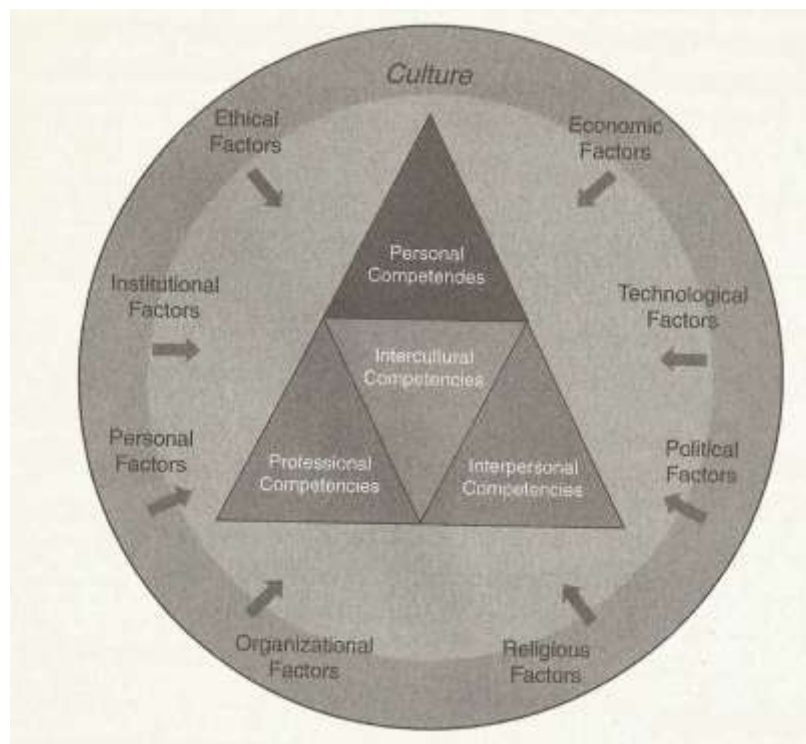 Culture
Ethical
Factors
Economic
Factors
Personal
Competendes
Institutional
Factors
Technological
Factors
Intercultural
Competencies
Personal
Factors
Professional
Competencies
Interpersonal
Competencies
Political
Factors
Organizational
Factors
Religious
Factors